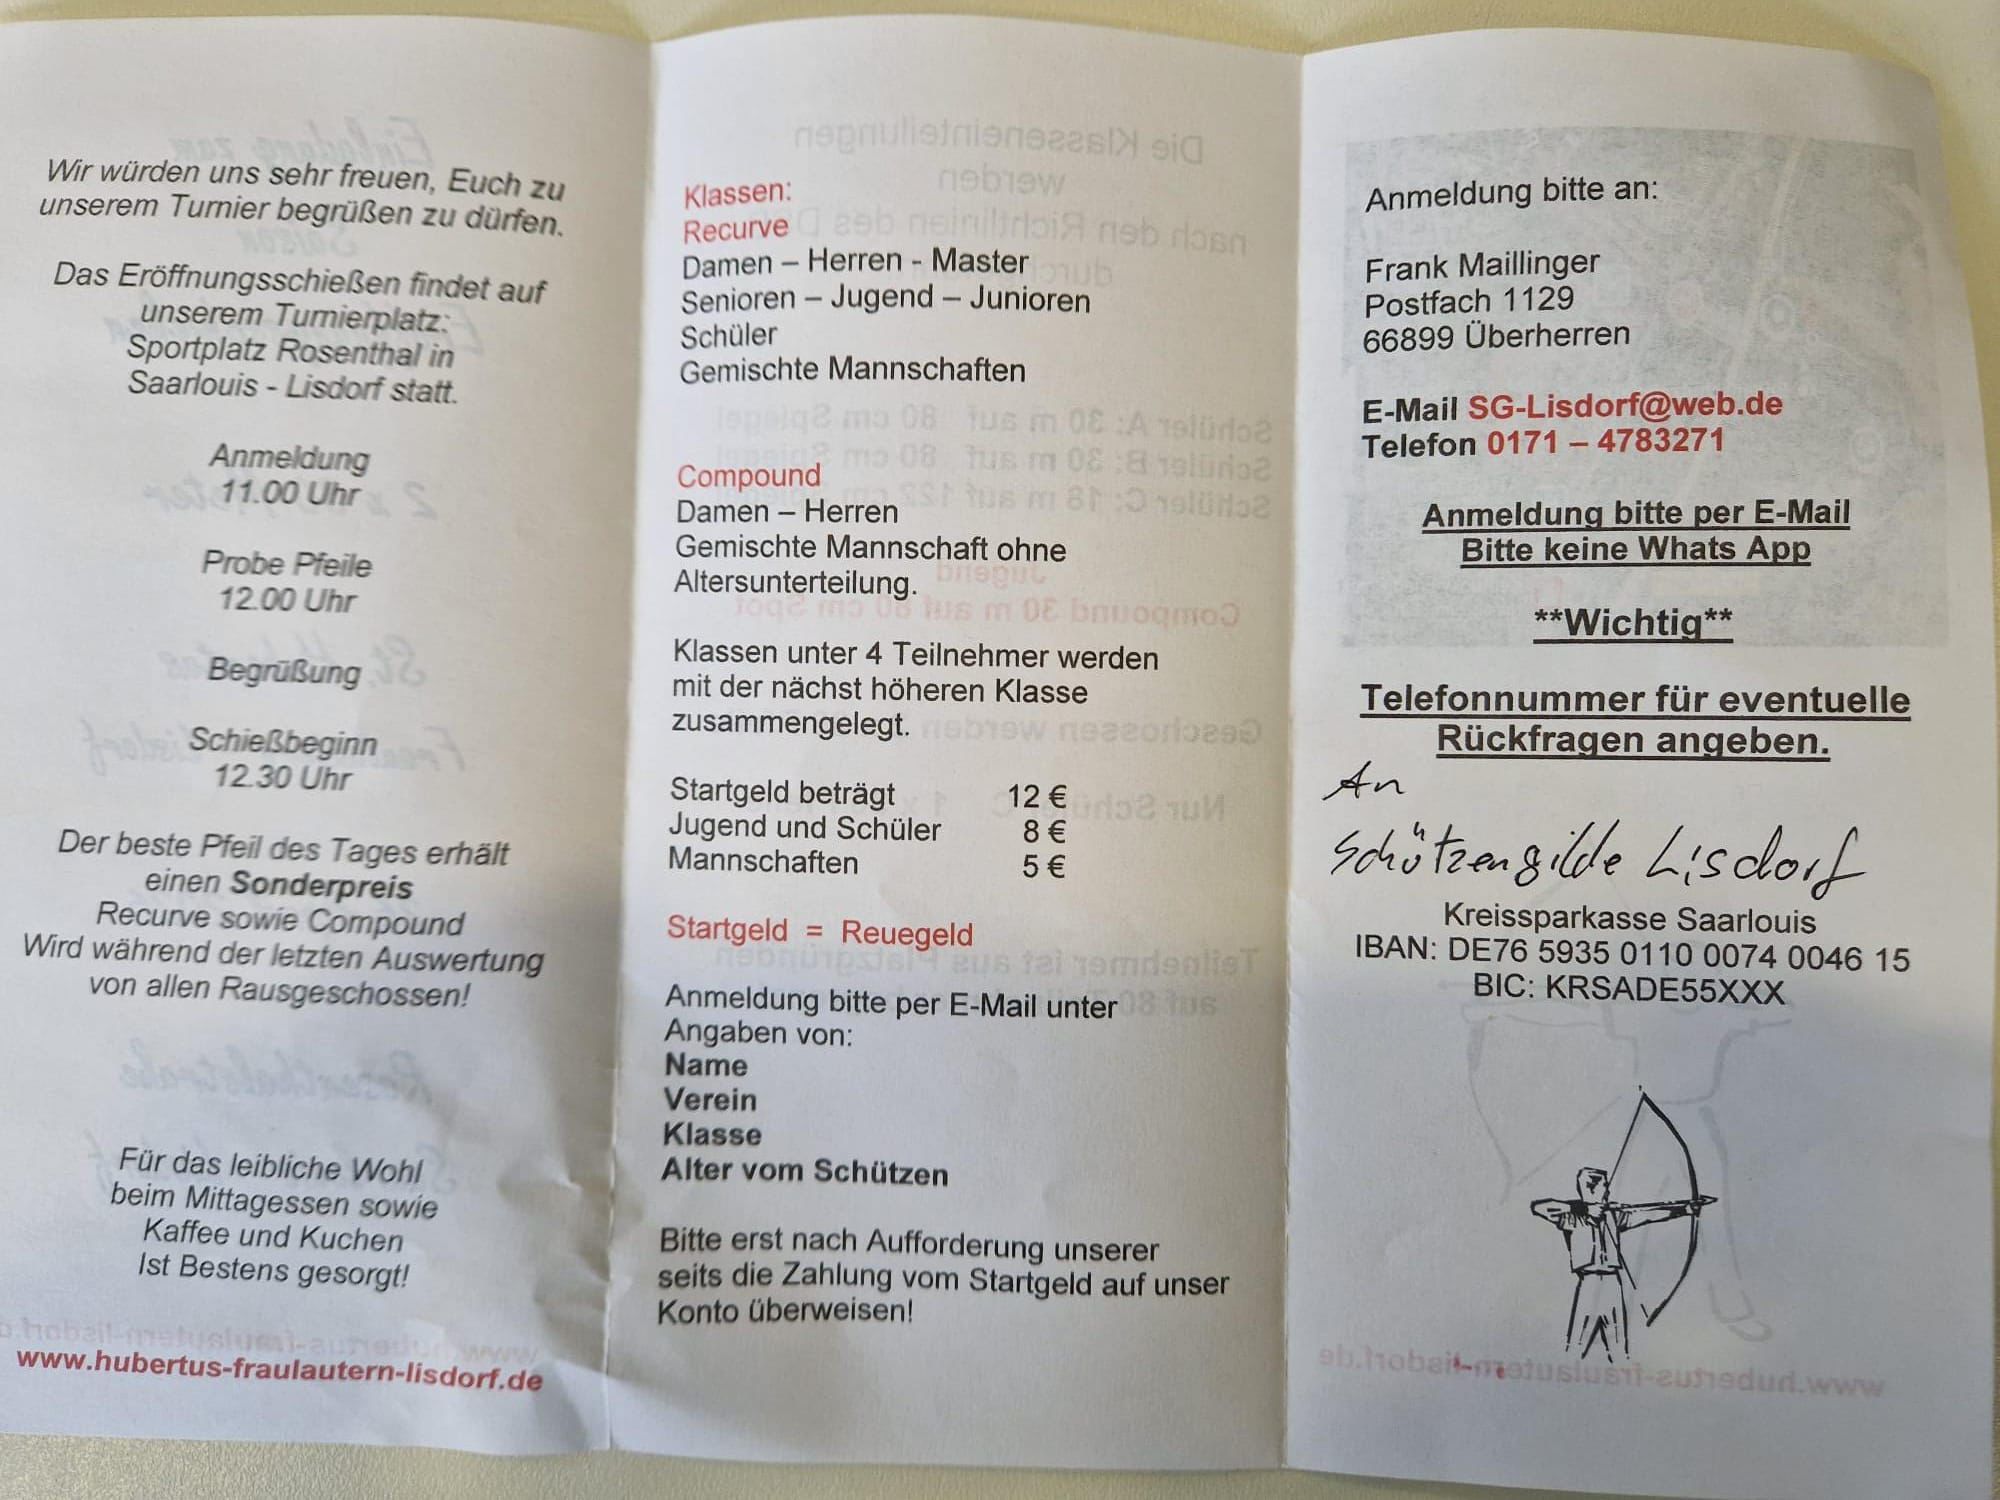 Wir würden uns sehr freuen, Euch zu
unserem Turnier begrüßen zu dürfen.
Das Eröffnungsschießen findet auf
unserem Turnierplatz:
Sportplatz Rosenthal in
Saarlouis - Lisdorf statt.
Anmeldung
11.00 Uhr
Probe Pfeile
12.00 Uhr
Begrüßung
Schießbeginn
12.30 Uhr
Der beste Pfeil des Tages erhält
einen Sonderpreis
Recurve sowie Compound
Wird während der letzten Auswertung
von allen Rausgeschossen!
Für das leibliche Wohl
beim Mittagessen sowie
Kaffee und Kuchen
Ist Bestens gesorgt!
www.hubertus-fraulautern-lisdorf.de
Klassen:
Recurve
Damen – Herren - Master
Senioren – Jugend – Junioren
Schüler
Gemischte Mannschaften
Compound
Damen – Herren
Gemischte Mannschaft ohne
Altersunterteilung.
Klassen unter 4 Teilnehmer werden
mit der nächst höheren Klasse
zusammengelegt.
Startgeld beträgt 12 €
Jugend und Schüler 8 €
Mannschaften 5 €
Startgeld = Reuegeld
Anmeldung bitte per E-Mail unter
Angaben von:
Name
Verein
Klasse
Alter vom Schützen
Bitte erst nach Aufforderung unserer
seits die Zahlung vom Startgeld auf unser
Konto überweisen!
Anmeldung bitte an:
Frank Maillinger
Postfach 1129
66899 Überherren
E-Mail SG-Lisdorf@web.de
Telefon 0171 – 4783271
Anmeldung bitte per E-Mail
Bitte keine Whats App
**Wichtig**
Telefonnummer für eventuelle
Rückfragen angeben.
An
Schützengilde Lisdorf
Kreissparkasse Saarlouis
IBAN: DE76 5935 0110 0074 0046 15
BIC: KRSADE55XXX